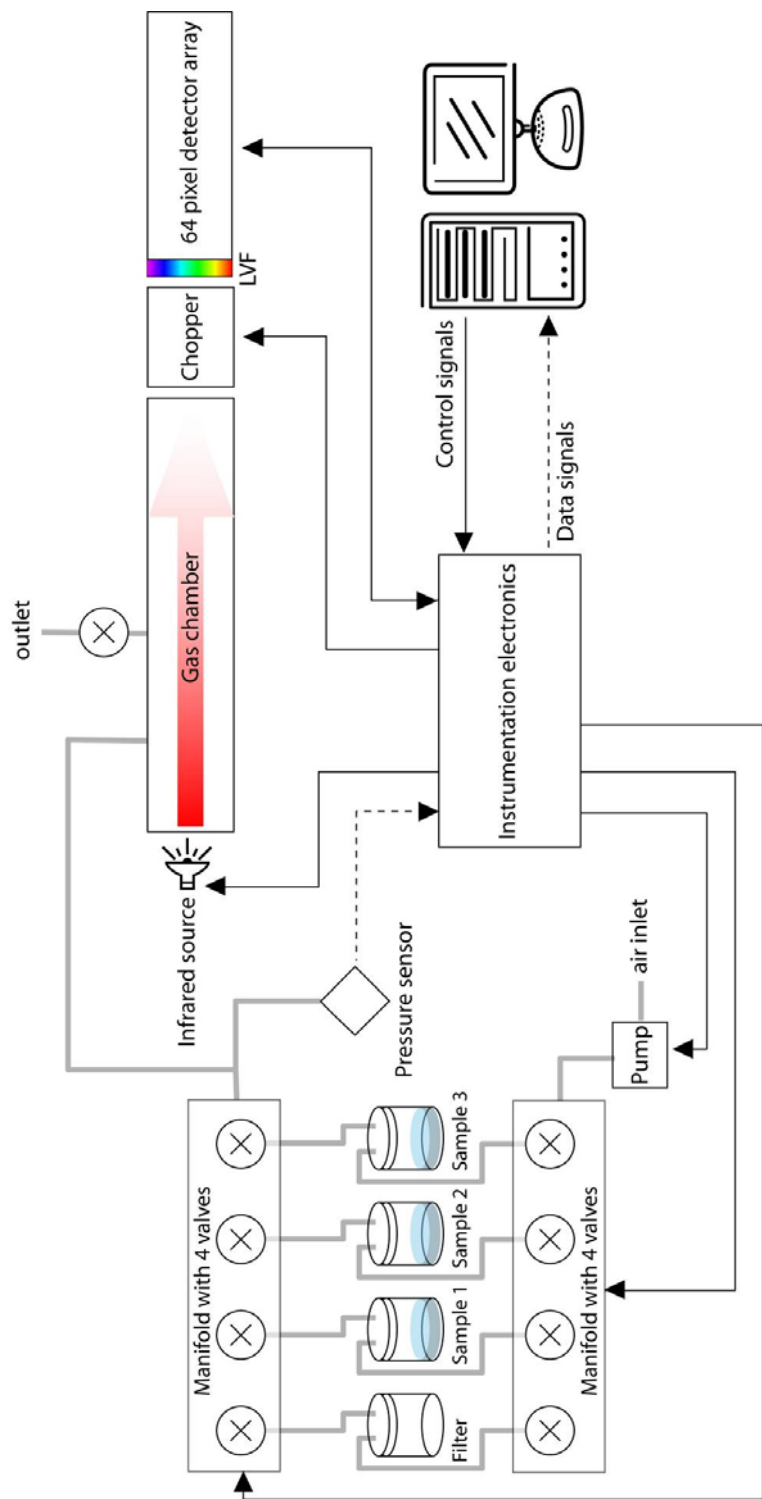 outlet
Gas chamber
Chopper
LVF
64 pixel detector array
Infrared source
Pressure sensor
Manifold with 4 valves
Filter
Sample 1
Sample 2
Sample 3
Manifold with 4 valves
Pump
air inlet
Instrumentation electronics
Control signals
Data signals